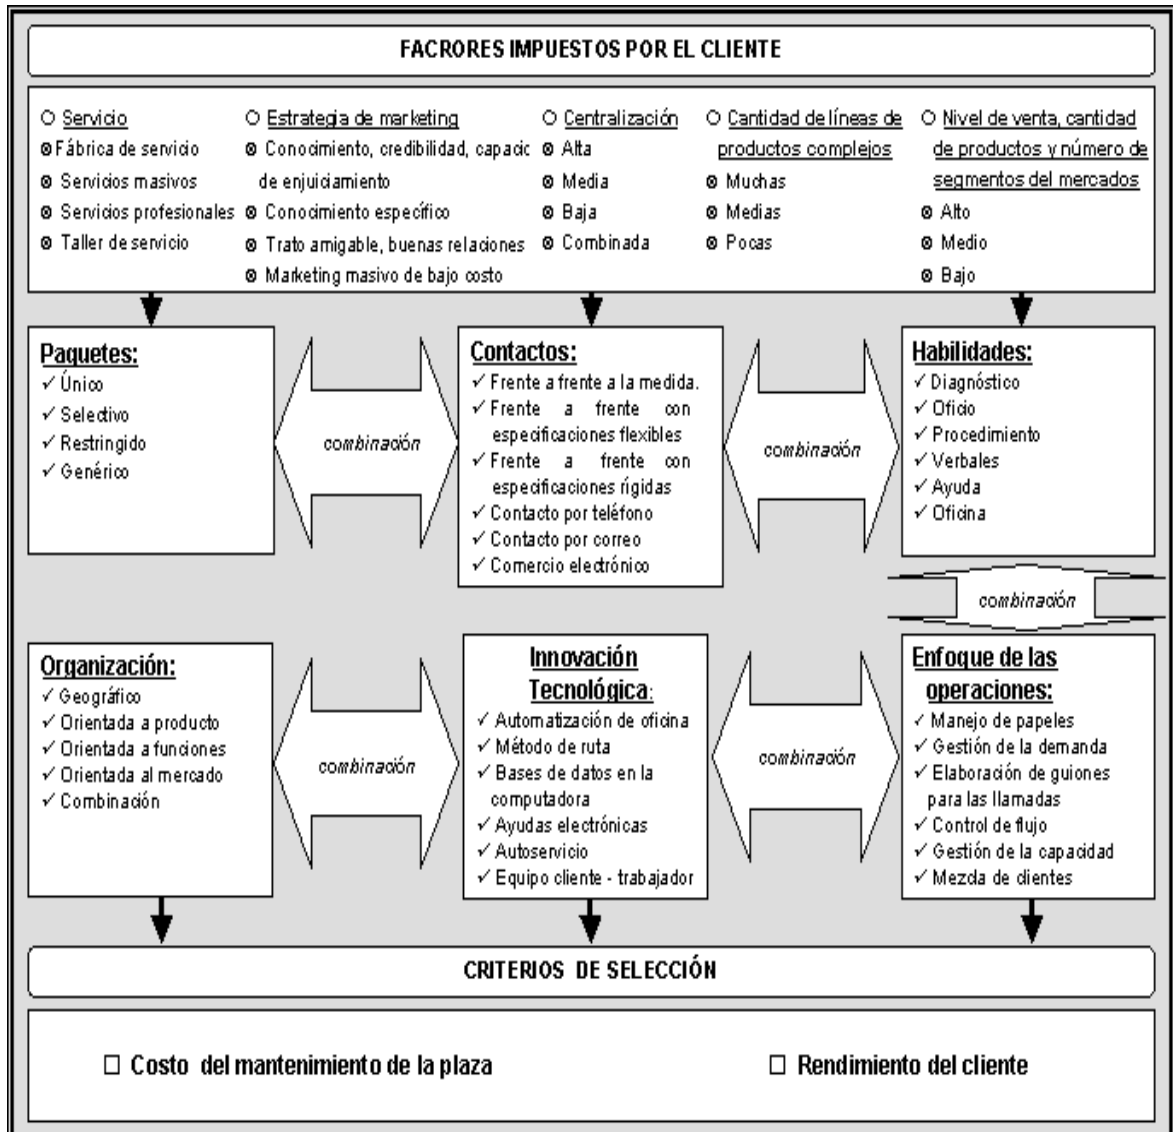 FACRORES IMPUESTOS POR EL CLIENTE
Servicio
Fábrica de servicio
Servicios masivos
Servicios profesionales
Taller de servicio
Estrategia de marketing
Conocimiento, credibilidad, capacic
de enjuiciamiento
Conocimiento específico
Trato amigable, buenas relaciones
Marketing masivo de bajo costo
Centralización
Alta
Media
Baja
Combinada
Cantidad de líneas de
productos complejos
Muchas
Medias
Pocas
Nivel de venta, cantidad
de productos y número de
segmentos del mercados
Alto
Medio
Bajo
Paquetes:
✓ Único
✓ Selectivo
✓ Restringido
✓ Genérico
combinación
Contactos:
✓ Frente a frente a la medida.
✓ Frente a frente con
especificaciones flexibles
✓ Frente a frente con
especificaciones rígidas
✓ Contacto por teléfono
✓ Contacto por correo
✓ Comercio electrónico
combinación
Habilidades:
✓ Diagnóstico
✓ Oficio
✓ Procedimiento
✓ Verbales
✓ Ayuda
✓ Oficina
combinación
Organización:
✓ Geográfico
✓ Orientada a producto
✓ Orientada a funciones
✓ Orientada al mercado
✓ Combinación
combinación
Innovación
Tecnológica:
✓ Automatización de oficina
✓ Método de ruta
✓ Bases de datos en la
computadora
✓ Ayudas electrónicas
✓ Autoservicio
✓ Equipo cliente - trabajador
combinación
Enfoque de las
operaciones:
✓ Manejo de papeles
✓ Gestión de la demanda
✓ Elaboración de guiones
para las llamadas
✓ Control de flujo
✓ Gestión de la capacidad
✓ Mezcla de clientes
CRITERIOS DE SELECCIÓN
Costo del mantenimiento de la plaza
Rendimiento del cliente